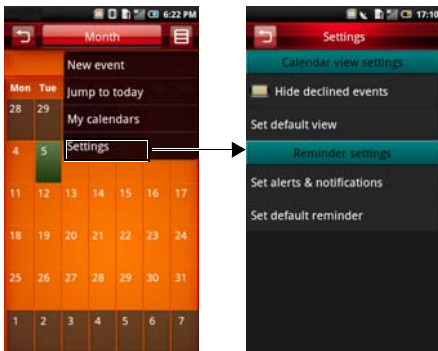 6:22 PM
Month
New event
Mon Tue Jump to today
28 29 My calendars
4 5 Settings
11 12 13 14 15 16 17
18 19 20 21 22 23 24
25 26 27 28 29 30 31
1 2 3 4 5 6 7
17:10
Settings
Calendar view settings
Hide declined events
Set default view
Reminder settings
Set alerts & notifications
Set default reminder